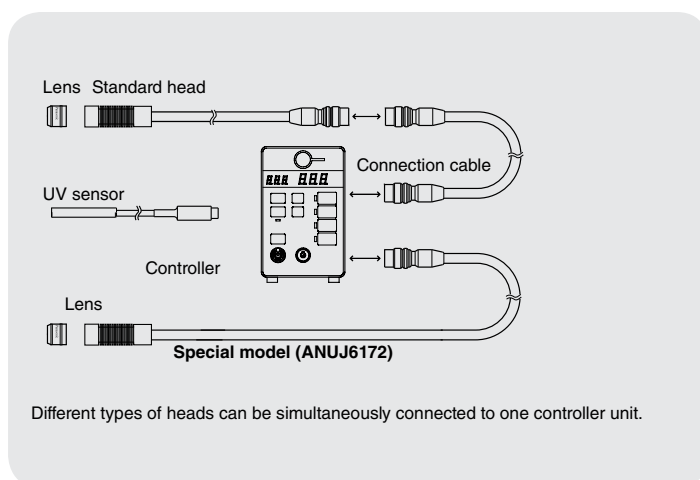 Lens Standard head
Connection cable
UV sensor
Controller
Lens
Special model (ANUJ6172)
Different types of heads can be simultaneously connected to one controller unit.